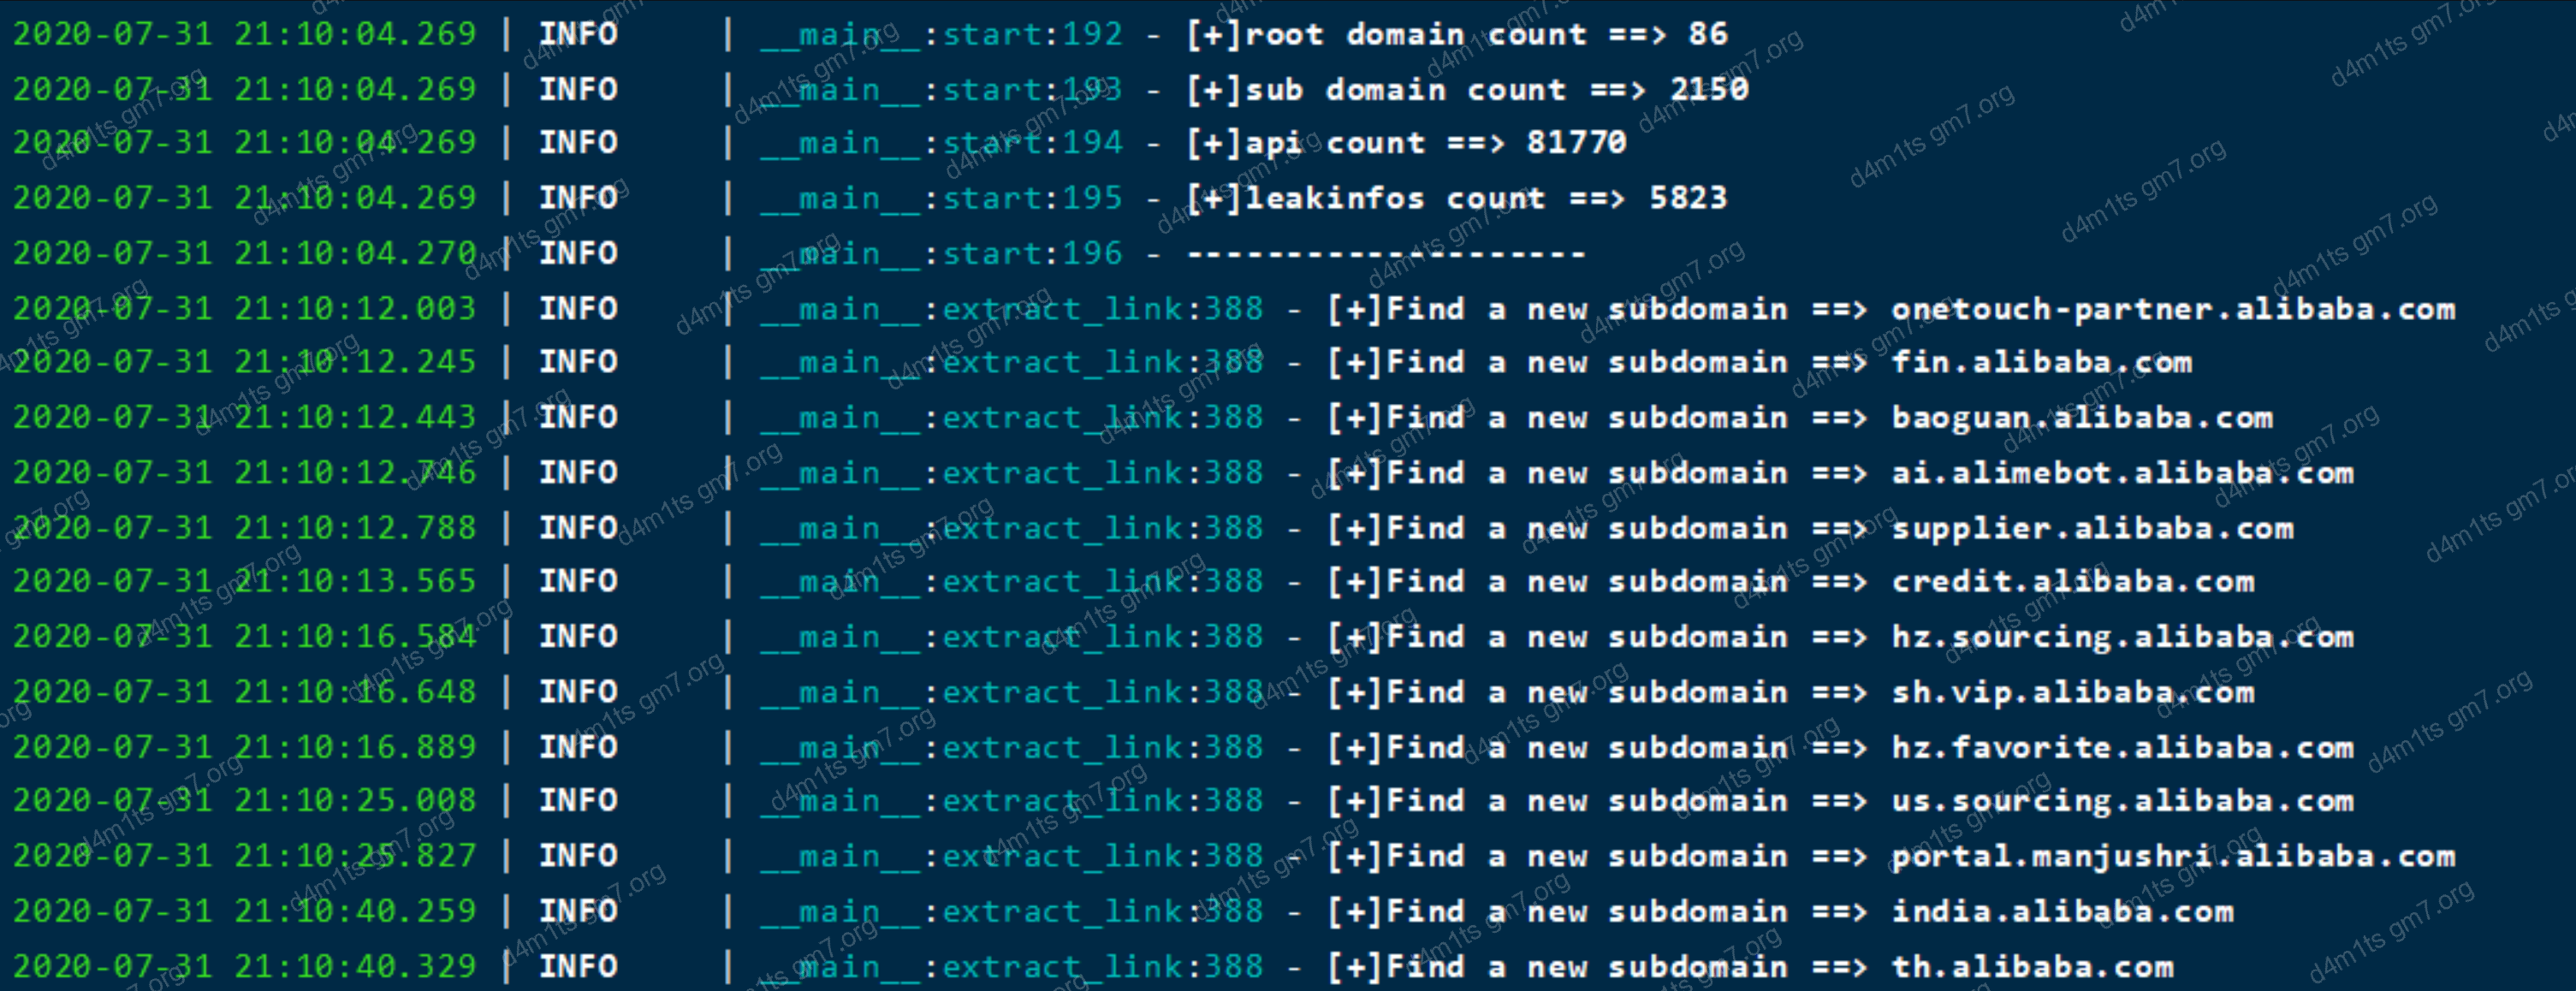 2020-07-31 21:10:04.269 | INFO     | __main__:start:192 - [+]root domain count ==> 86
2020-07-31 21:10:04.269 | INFO     | __main__:start:193 - [+]sub domain count ==> 2150
2020-07-31 21:10:04.269 | INFO     | __main__:start:194 - [+]api count ==> 81770
2020-07-31 21:10:04.269 | INFO     | __main__:start:195 - [+]leakinfos count ==> 5823
2020-07-31 21:10:04.270 | INFO     | __main__:start:196 - --------------------
2020-07-31 21:10:12.003 | INFO     | __main__:extract_link:388 - [+]Find a new subdomain ==> onetouch-partner.alibaba.com
2020-07-31 21:10:12.245 | INFO     | __main__:extract_link:388 - [+]Find a new subdomain ==> fin.alibaba.com
2020-07-31 21:10:12.443 | INFO     | __main__:extract_link:388 - [+]Find a new subdomain ==> baoguan.alibaba.com
2020-07-31 21:10:12.746 | INFO     | __main__:extract_link:388 - [+]Find a new subdomain ==> ai.alimebot.alibaba.com
2020-07-31 21:10:12.788 | INFO     | __main__:extract_link:388 - [+]Find a new subdomain ==> supplier.alibaba.com
2020-07-31 21:10:13.565 | INFO     | __main__:extract_link:388 - [+]Find a new subdomain ==> credit.alibaba.com
2020-07-31 21:10:16.584 | INFO     | __main__:extract_link:388 - [+]Find a new subdomain ==> hz.sourcing.alibaba.com
2020-07-31 21:10:16.648 | INFO     | __main__:extract_link:388 - [+]Find a new subdomain ==> sh.vip.alibaba.com
2020-07-31 21:10:16.889 | INFO     | __main__:extract_link:388 - [+]Find a new subdomain ==> hz.favorite.alibaba.com
2020-07-31 21:10:25.008 | INFO     | __main__:extract_link:388 - [+]Find a new subdomain ==> us.sourcing.alibaba.com
2020-07-31 21:10:25.827 | INFO     | __main__:extract_link:388 - [+]Find a new subdomain ==> portal.manjushri.alibaba.com
2020-07-31 21:10:40.259 | INFO     | __main__:extract_link:388 - [+]Find a new subdomain ==> india.alibaba.com
2020-07-31 21:10:40.329 | INFO     | __main__:extract_link:388 - [+]Find a new subdomain ==> th.alibaba.com
d4m1ts gm7.org